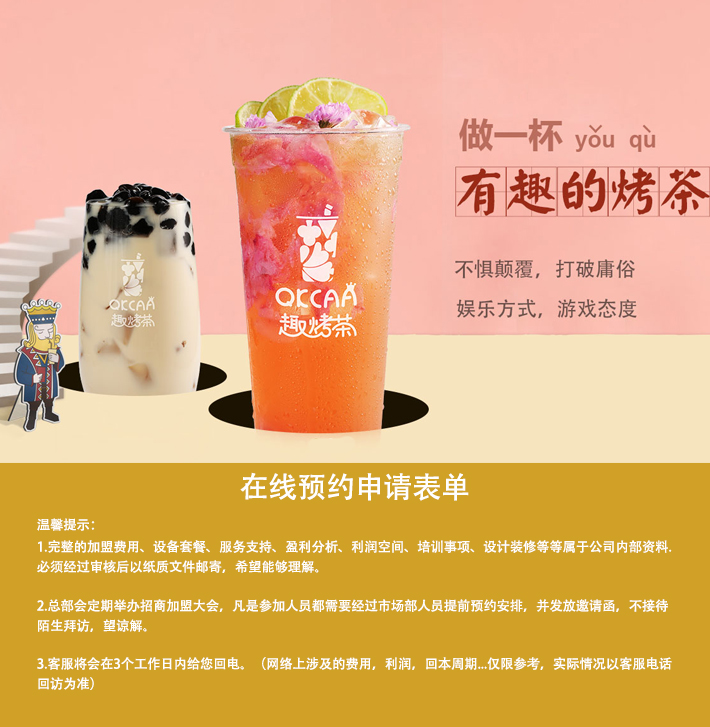 做一杯 yǒu qù
有趣的烤茶
不惧颠覆，打破庸俗
娱乐方式，游戏态度
QKCAA
趣烤茶
QKCAA
趣烤茶
在线预约申请表单
温馨提示：
1.完整的加盟费用、设备套餐、服务支持、盈利分析、利润空间、培训事项、设计装修等等属于公司内部资料.
必须经过审核后以纸质文件邮寄，希望能够理解。
2.总部会定期举办招商加盟大会，凡是参加人员都需要经过市场部人员提前预约安排，并发放邀请函，不接待
陌生拜访，望谅解。
3.客服将会在3个工作日内给您回电。（网络上涉及的费用，利润，回本周期...仅限参考，实际情况以客服电话
回访为准）